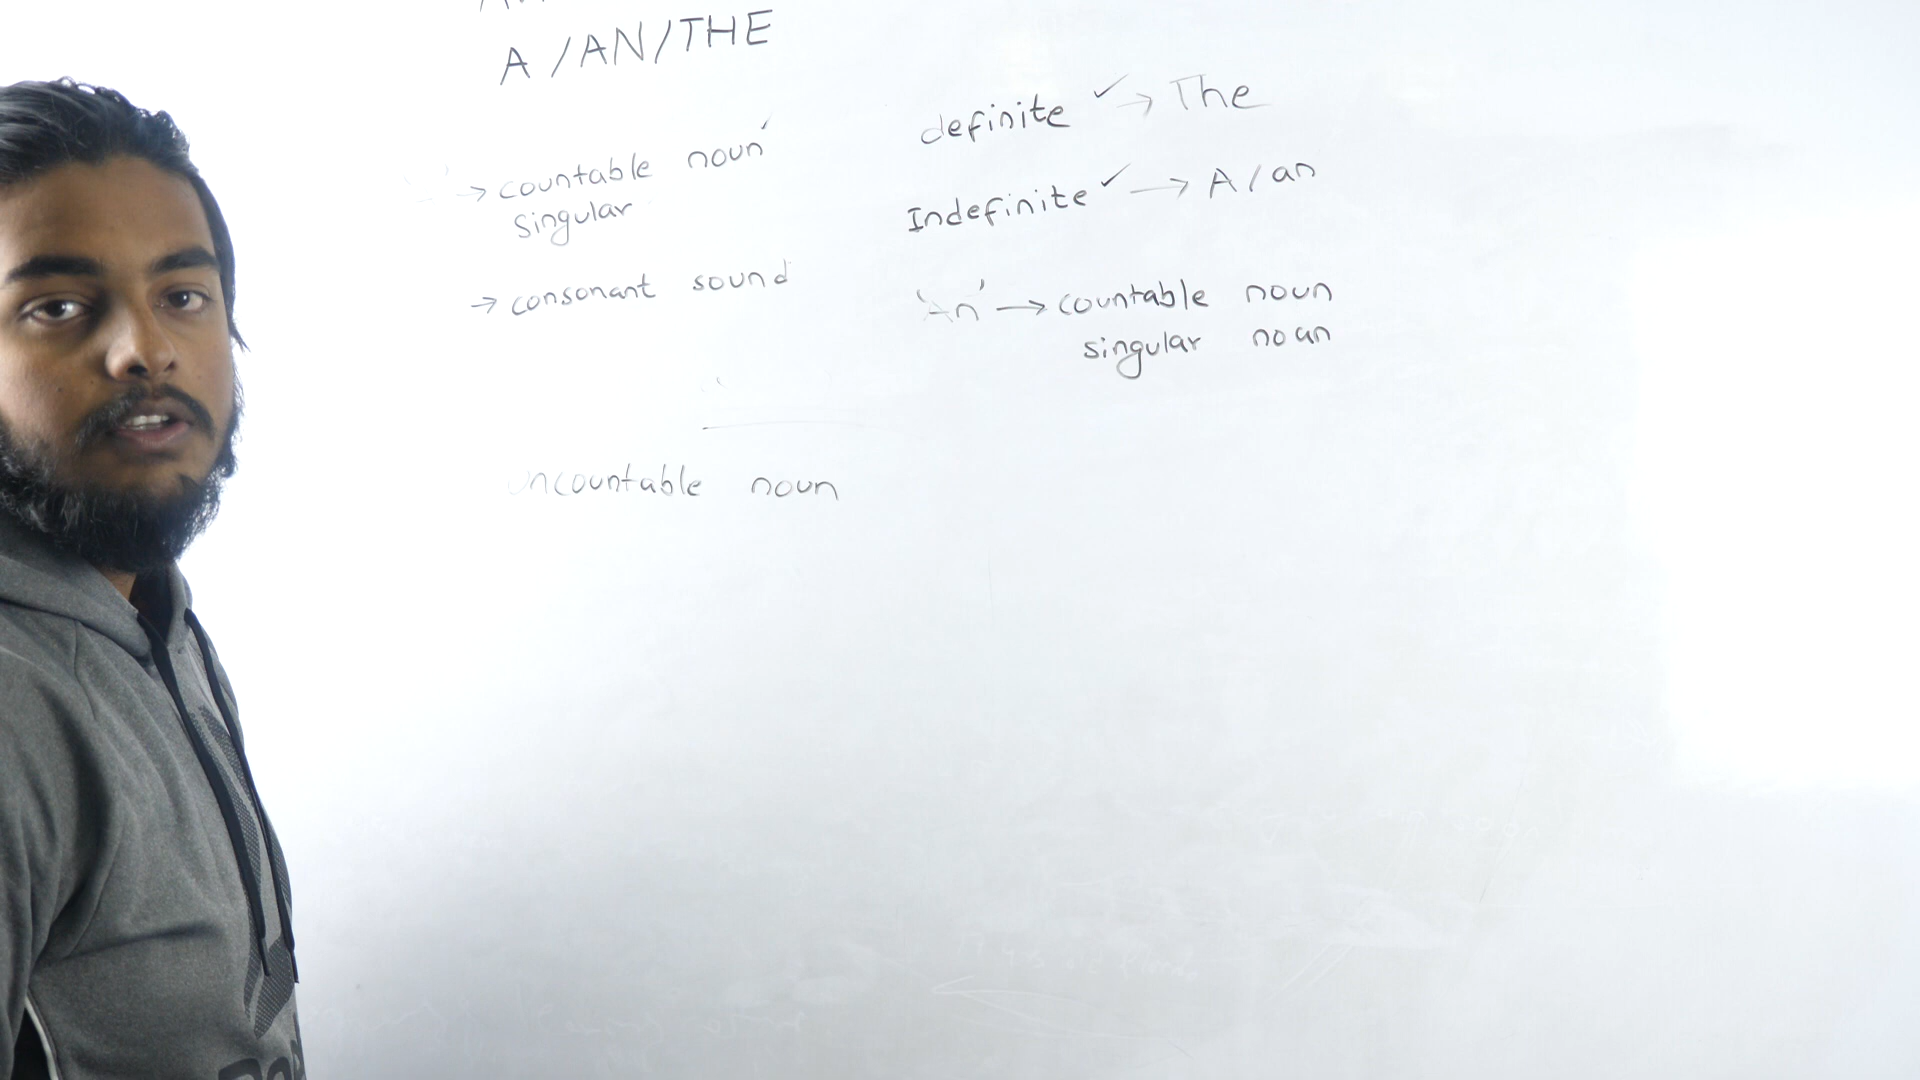 A / AN / THE
→ countable noun
singular
→ consonant sound
uncountable noun
definite ✓ → The
Indefinite ✓ → A / an
'An' → countable noun
singular noun